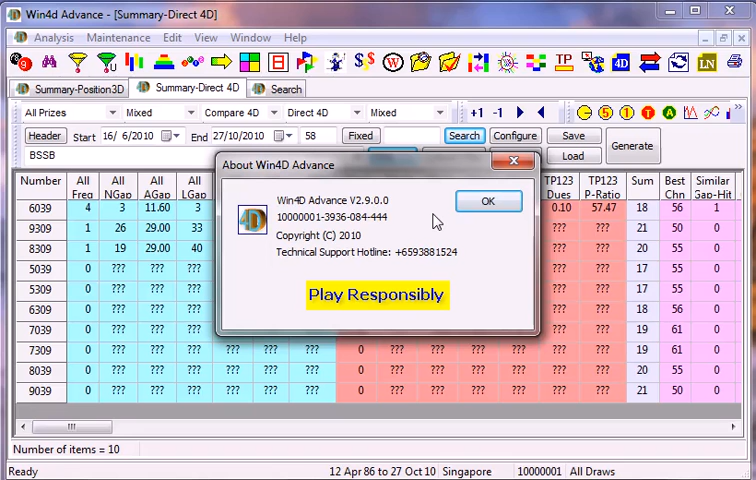 Win4d Advance - [Summary-Direct 4D]
Analysis Maintenance Edit View Window Help
TP 4D LN
Summary-Position3D Summary-Direct 4D Search
All Prizes Mixed Compare 4D Direct 4D Mixed +1 -1
Header Start 16/ 6/2010 End 27/10/2010 58 Fixed Search Configure Save Generate
BSSB Load
Number All Freq All NGap All AGap All LGap TP123 Dues TP123 P-Ratio Sum Best Chn Similar Gap-Hit
6039 4 3 11.60 3 0.10 57.47 18 56 1
9309 1 26 29.00 33 ??? ??? 21 50 0
8309 1 19 29.00 40 ??? ??? 20 55 0
5039 0 ??? ??? ??? ??? ??? 17 55 0
5309 0 ??? ??? ??? ??? ??? 17 55 0
6309 0 ??? ??? ??? ??? ??? 18 56 0
7039 0 ??? ??? ??? ??? ??? 19 61 0
7309 0 ??? ??? ??? ??? ??? 0 ??? ??? ??? ??? ??? 19 61 0
8039 0 ??? ??? ??? ??? ??? 0 ??? ??? ??? ??? ??? 20 55 0
9039 0 ??? ??? ??? ??? ??? 0 ??? ??? ??? ??? ??? 21 50 0
About Win4D Advance
Win4D Advance V2.9.0.0
OK
10000001-3936-084-444
Copyright (C) 2010
Technical Support Hotline: +6593881524
Play Responsibly
Number of items = 10
Ready 12 Apr 86 to 27 Oct 10 Singapore 10000001 All Draws